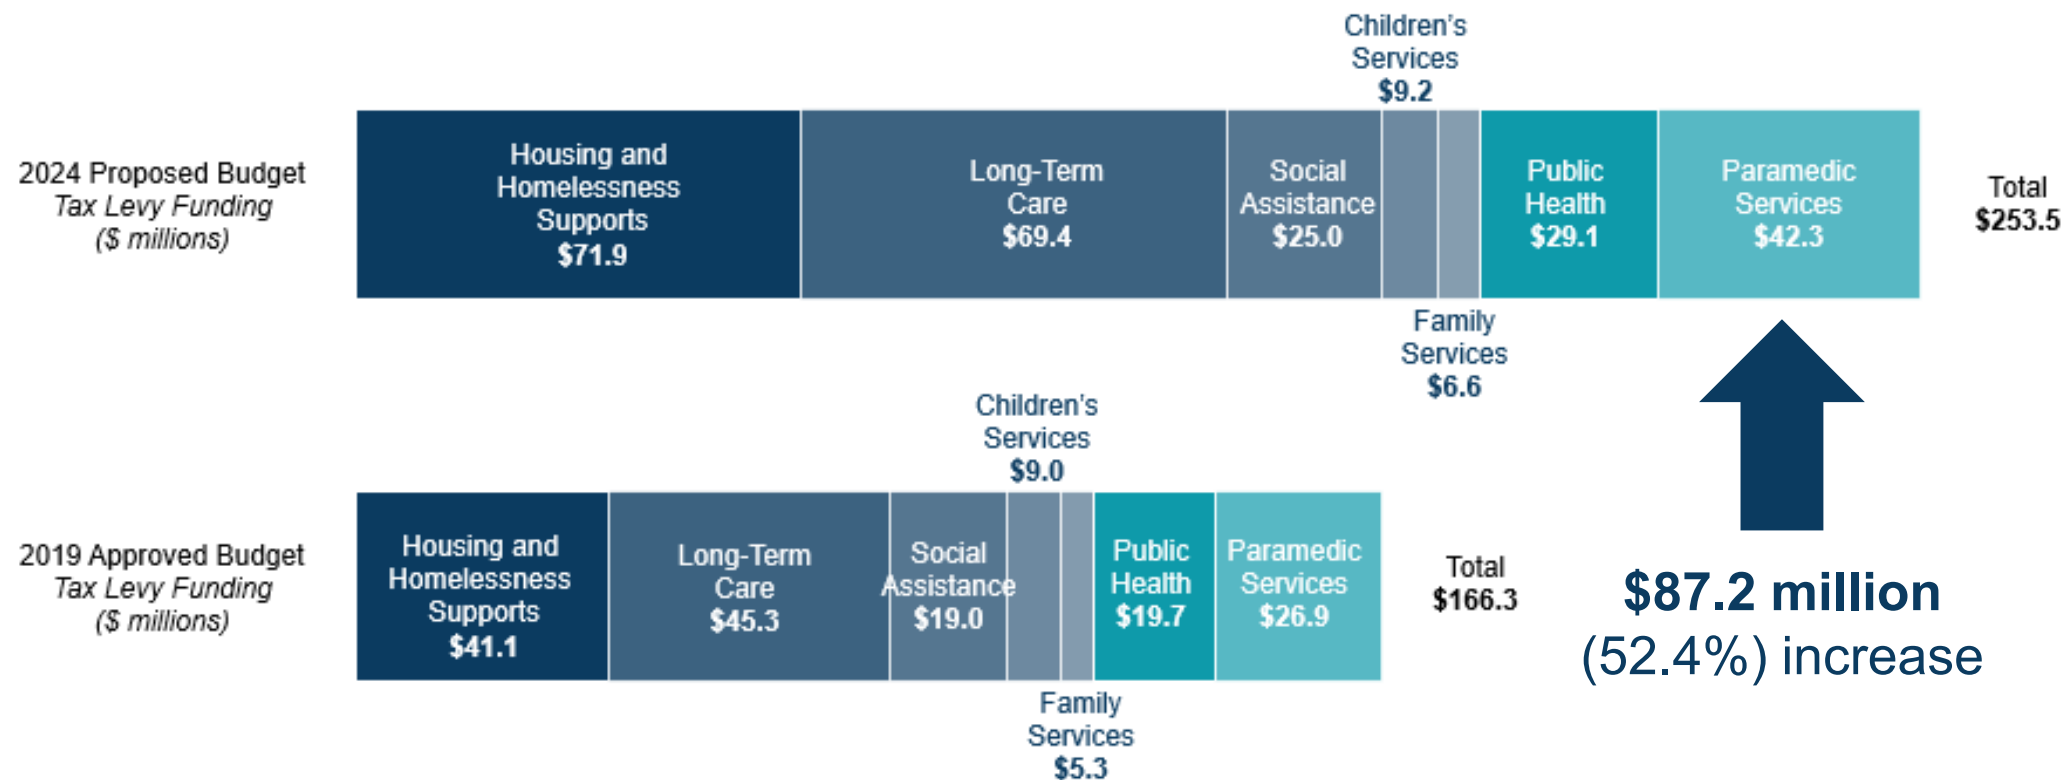 Children's
Services
$9.2
2024 Proposed Budget
Tax Levy Funding
($ millions)
Housing and
Homelessness
Supports
$71.9
Long-Term
Care
$69.4
Social
Assistance
$25.0
Public
Health
$29.1
Paramedic
Services
$42.3
Total
$253.5
Family
Services
$6.6
Children's
Services
$9.0
2019 Approved Budget
Tax Levy Funding
($ millions)
Housing and
Homelessness
Supports
$41.1
Long-Term
Care
$45.3
Social
Assistance
$19.0
Public
Health
$19.7
Paramedic
Services
$26.9
Total
$166.3
$87.2 million
(52.4%) increase
Family
Services
$5.3